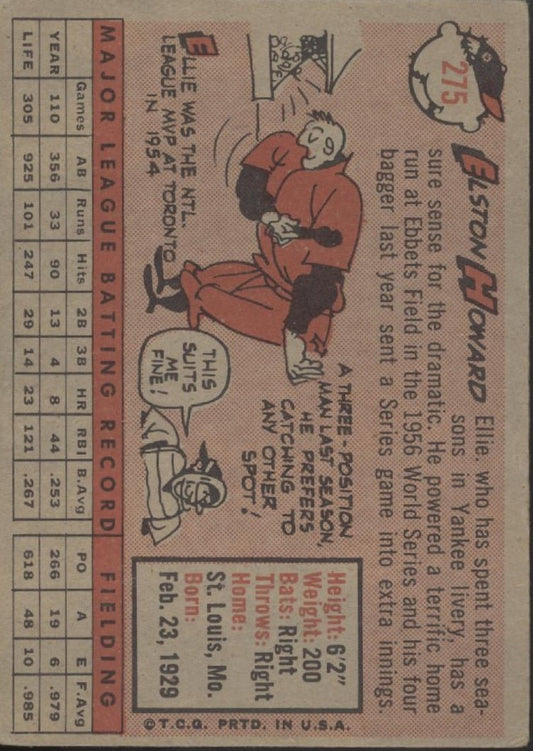 275
ELSTON HOWARD
Ellie who has spent three sea-
sons in Yankee livery, has a
sure sense for the dramatic. He powered a terrific home
run at Ebbets Field in the 1956 World Series and his four
bagger last year sent a Series game into extra innings.
ELLIE WAS THE NTL.
LEAGUE MVP AT TORONTO
IN 1954.
A THREE-POSITION
MAN LAST SEASON,
HE PREFERS
CATCHING TO
ANY OTHER
SPOT!
THIS
SUITS
ME
FINE!
Height: 6'2"
Weight: 200
Bats: Right
Throws: Right
Home:
St. Louis, Mo.
Born:
Feb. 23, 1929
©T.C.G. PRTD. IN U.S.A.
MAJOR LEAGUE BATTING RECORD FIELDING
Games AB Runs Hits 2B 3B HR RBI B.Avg PO A E F.Avg
YEAR 110 356 33 90 13 4 8 44 .253 266 19 6 .979
LIFE 305 925 101 247 29 14 23 121 .267 618 48 10 .985